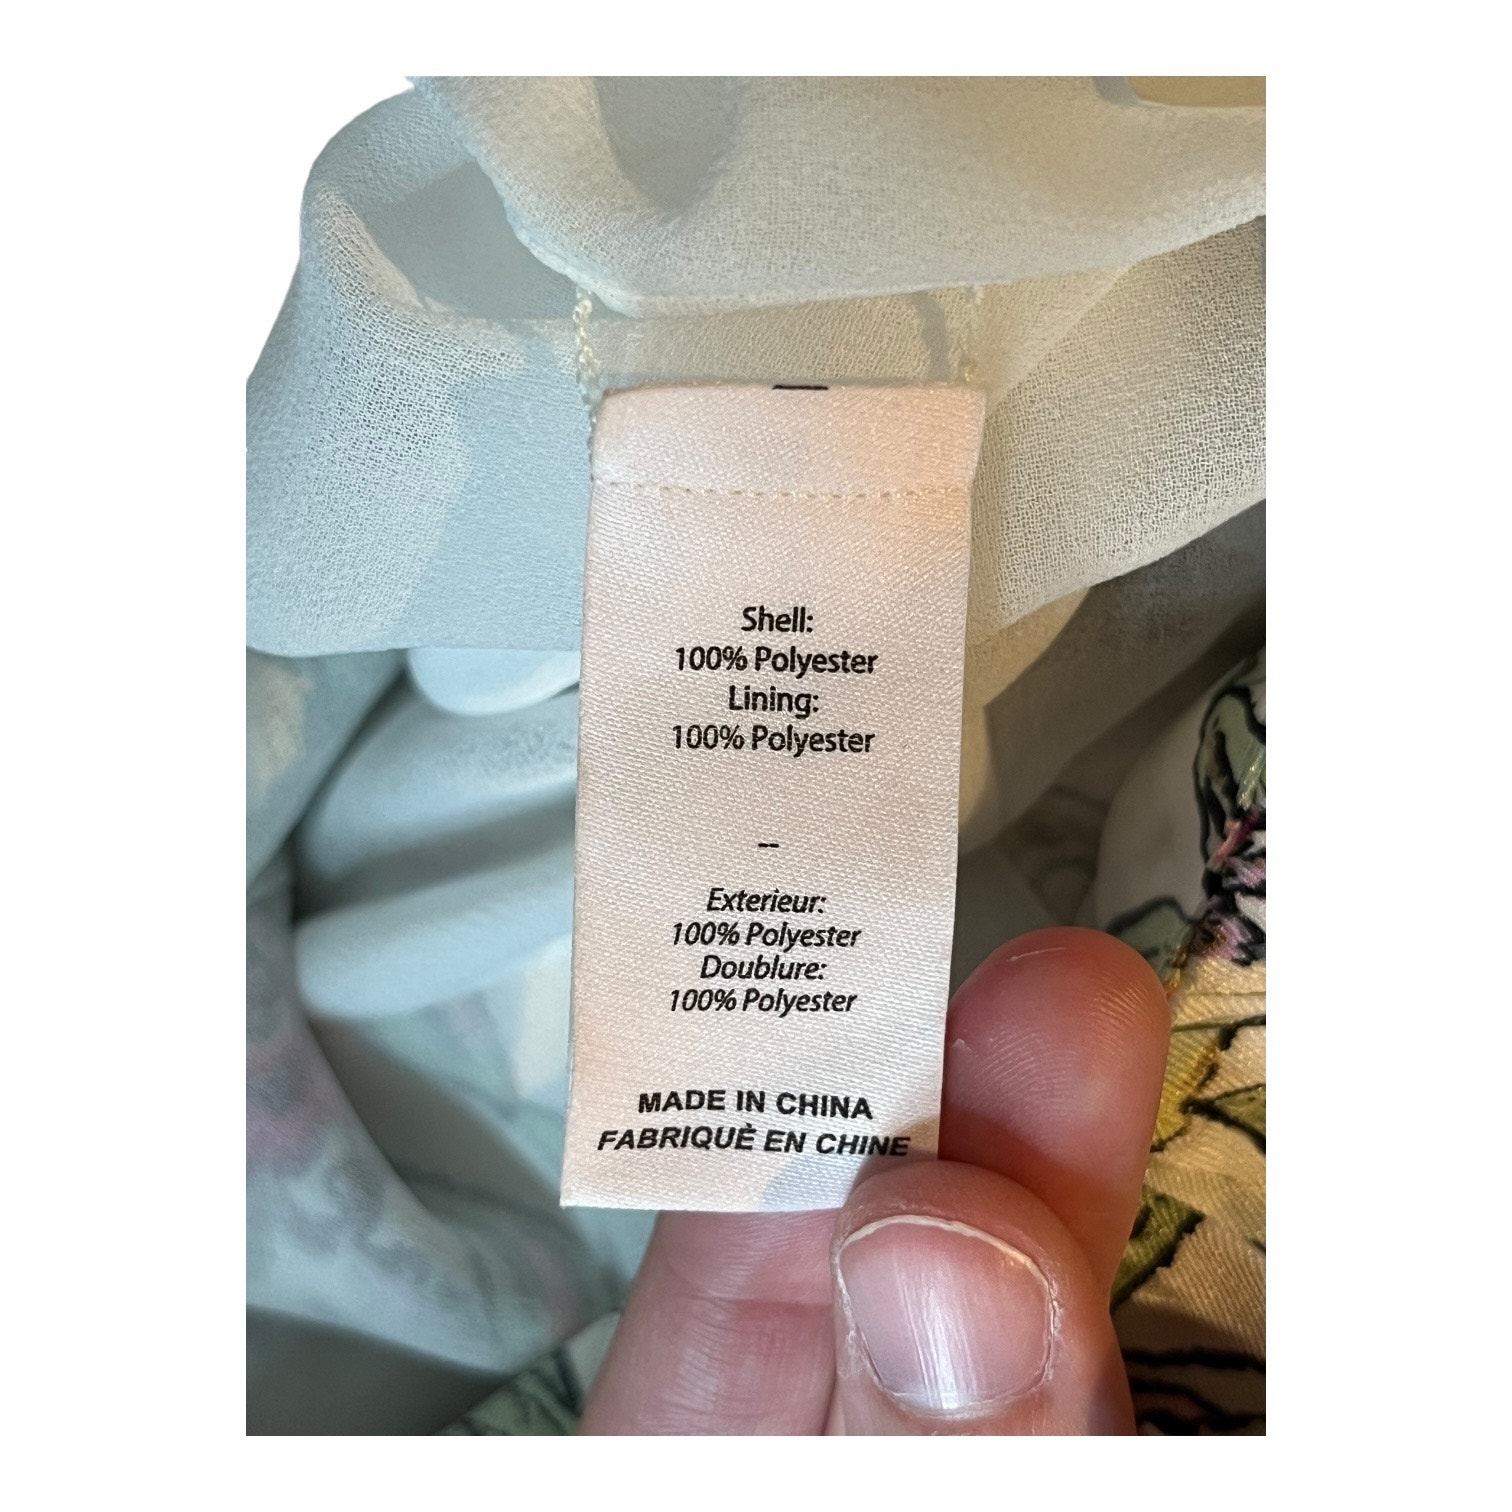 Shell:
100% Polyester
Lining:
100% Polyester
--
Exterieur:
100% Polyester
Doublure:
100% Polyester
MADE IN CHINA
FABRIQUÈ EN CHINE